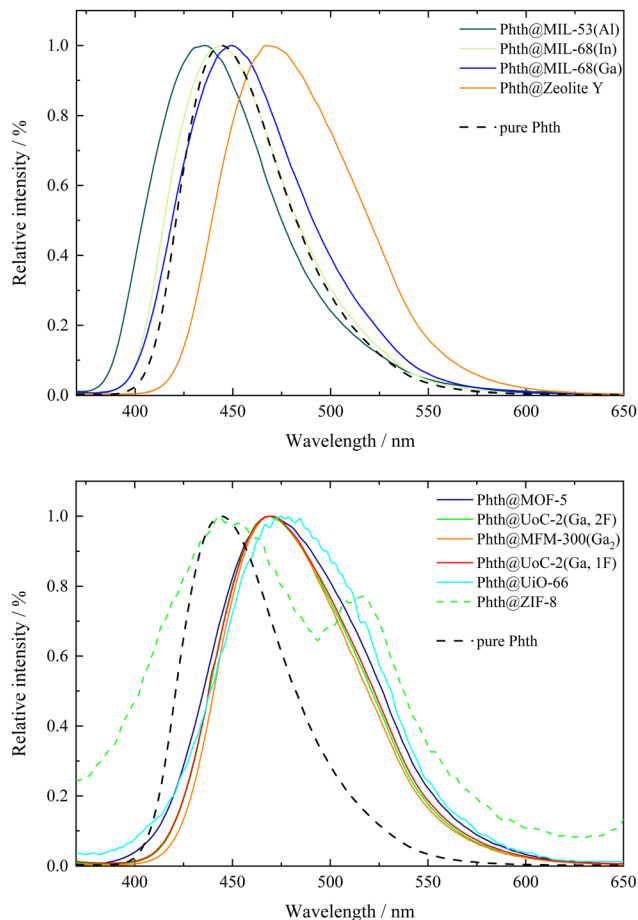 Phth@MIL-53(Al)
Phth@MIL-68(In)
Phth@MIL-68(Ga)
Phth@Zeolite Y
pure Phth
Relative intensity / %
1.0
0.8
0.6
0.4
0.2
0.0
400 450 500 550 600 650
Wavelength / nm
Phth@MOF-5
Phth@UoC-2(Ga, 2F)
Phth@MFM-300(Ga₂)
Phth@UoC-2(Ga, 1F)
Phth@UiO-66
Phth@ZIF-8
pure Phth
Relative intensity / %
1.0
0.8
0.6
0.4
0.2
0.0
400 450 500 550 600 650
Wavelength / nm